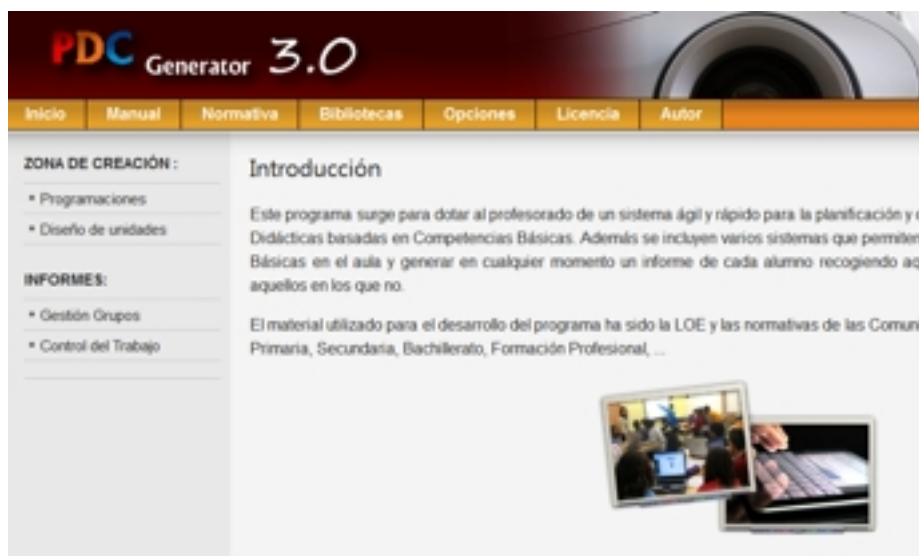 PDC Generator 3.0
Inicio Manual Normativa Bibliotecas Opciones Licencia Autor
ZONA DE CREACIÓN :
Programaciones
Diseño de unidades
INFORMES:
Gestión Grupos
Control del Trabajo
Introducción
Este programa surge para dotar al profesorado de un sistema ágil y rápido para la planificación y
Didácticas basadas en Competencias Básicas. Además se incluyen varios sistemas que permiten
Básicas en el aula y generar en cualquier momento un informe de cada alumno recogiendo
aquellos en los que no.
El material utilizado para el desarrollo del programa ha sido la LOE y las normativas de las
Primaria, Secundaria, Bachillerato, Formación Profesional, ...